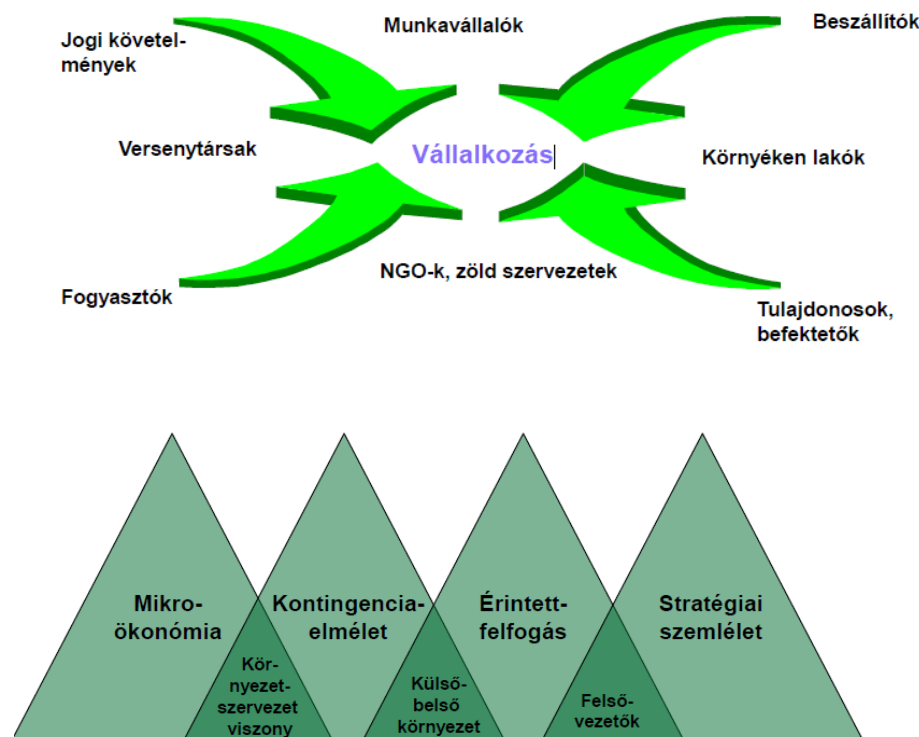 Jogi követel-
mények
Munkavállalók
Beszállítók
Versenytársak
Vállalkozás
Környéken lakók
Fogyasztók
NGO-k, zöld szervezetek
Tulajdonosok,
befektetők
Mikro-
ökonómia
Kontingencia-
elmélet
Érintett-
felfogás
Stratégiai
szemlélet
Kör-
nyezet-
szervezet
viszony
Külső-
belső
környezet
Felső-
vezetők